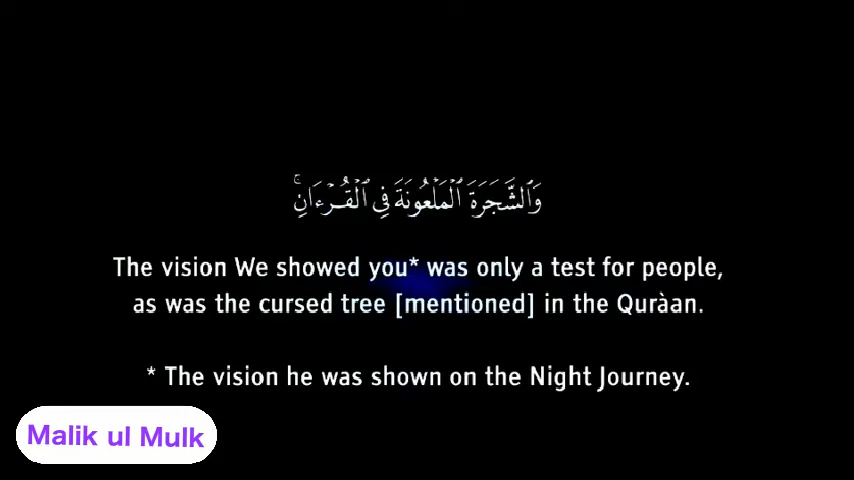 وَٱلشَّجَرَةَ ٱلْمَلْعُونَةَ فِى ٱلْقُرْءَانِ ۚ
The vision We showed you* was only a test for people,
as was the cursed tree [mentioned] in the Quràan.
* The vision he was shown on the Night Journey.
Malik ul Mulk